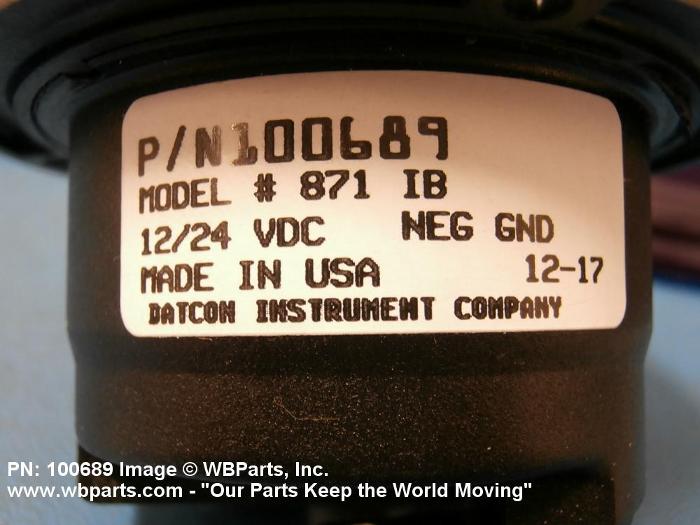 P/N100689
MODEL # 871 IB
12/24 VDC NEG GND
MADE IN USA 12-17
DATCON INSTRUMENT COMPANY
PN: 100689 Image © WBParts, Inc.
www.wbparts.com - "Our Parts Keep the World Moving"